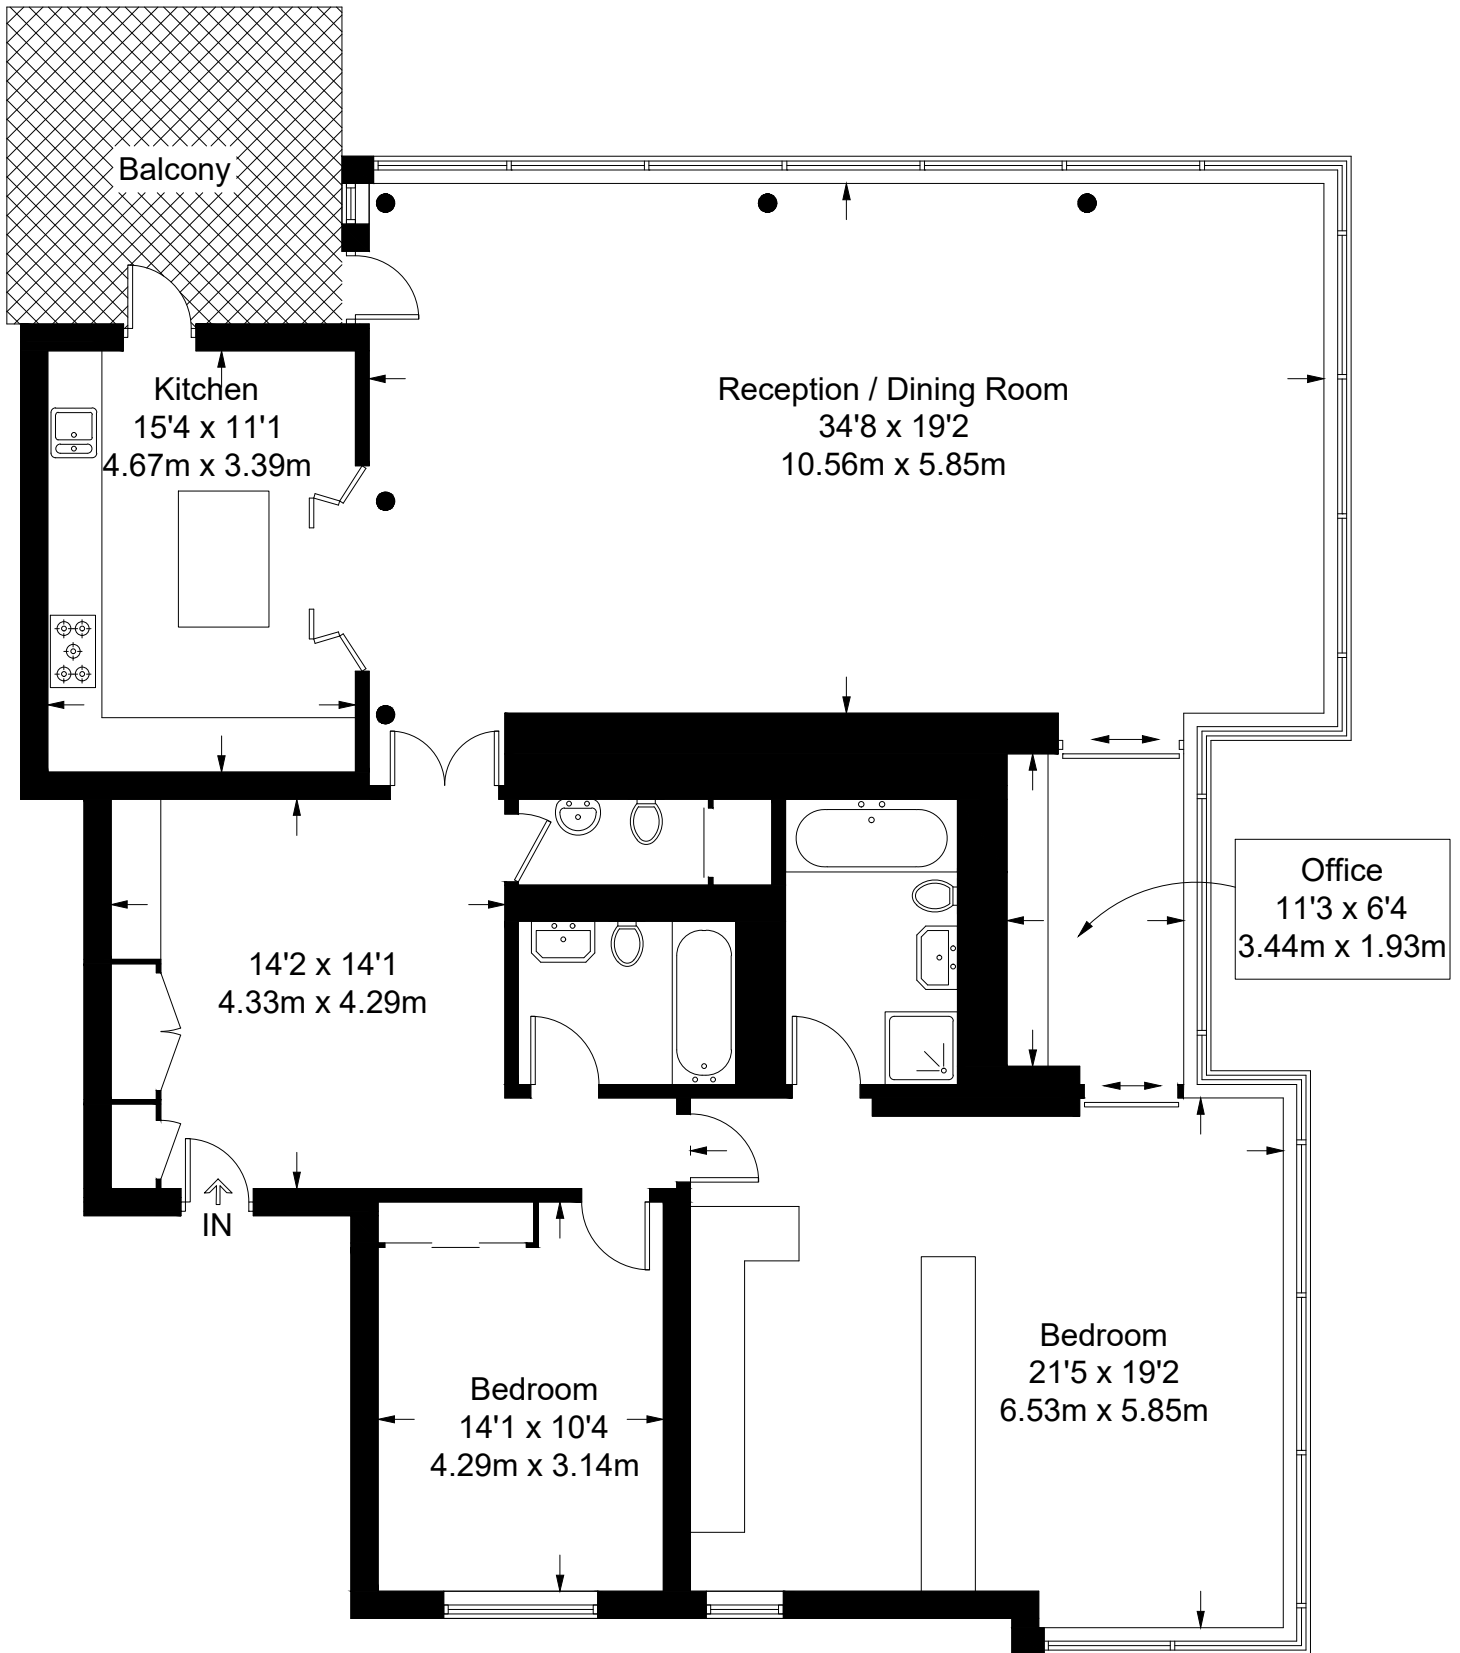 Balcony
Kitchen
15'4 x 11'1
4.67m x 3.39m
Reception / Dining Room
34'8 x 19'2
10.56m x 5.85m
Office
11'3 x 6'4
3.44m x 1.93m
14'2 x 14'1
4.33m x 4.29m
IN
Bedroom
14'1 x 10'4
4.29m x 3.14m
Bedroom
21'5 x 19'2
6.53m x 5.85m